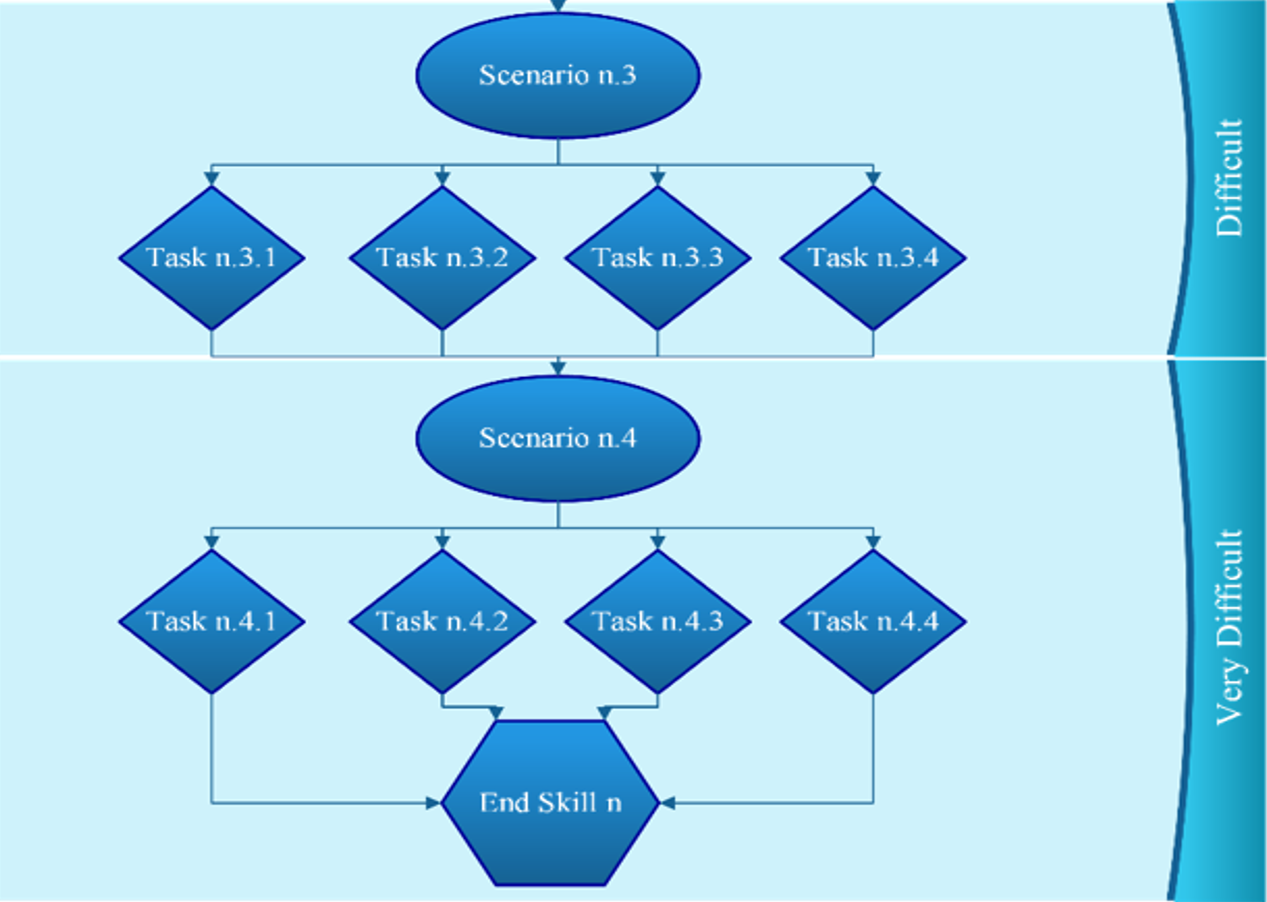 Scenario n.3
Difficult
Task n.3.1
Task n.3.2
Task n.3.3
Task n.3.4
Scenario n.4
Very Difficult
Task n.4.1
Task n.4.2
Task n.4.3
Task n.4.4
End Skill n